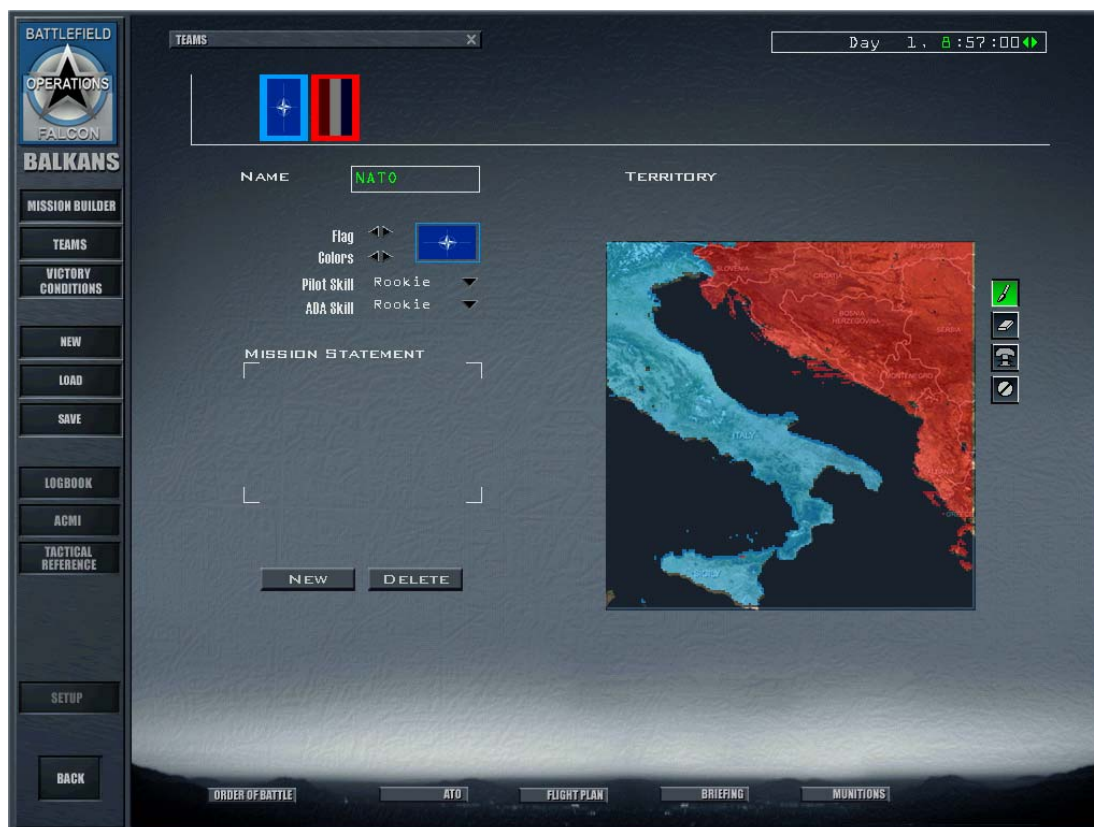 BATTLEFIELD
OPERATIONS
FALCON
BALKANS
TEAMS
X
Day 1, 8:57:00
NAME
NATO
TERRITORY
MISSION BUILDER
TEAMS
VICTORY
CONDITIONS
NEW
LOAD
SAVE
LOGBOOK
ACMI
TACTICAL
REFERENCE
SETUP
BACK
Flag
Colors
Pilot Skill Rookie
ADA Skill Rookie
MISSION STATEMENT
NEW
DELETE
SLOVENIA
CROATIA
BOSNIA
HERZEGOVINA
SERBIA
MONTENEGRO
ITALY
ORDER OF BATTLE
ATO
FLIGHT PLAN
BRIEFING
MUNITIONS